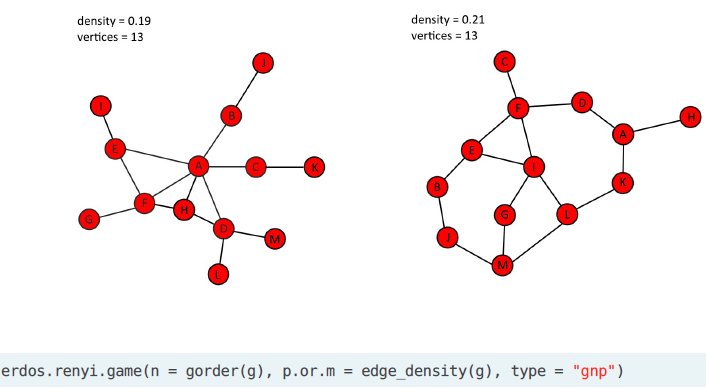 density = 0.19
vertices = 13
density = 0.21
vertices = 13
J
I
B
E
A
C
K
F
H
G
D
M
L
C
F
D
H
A
E
I
B
K
G
L
J
M
erdos.renyi.game(n = gorder(g), p.or.m = edge_density(g), type = "gnp")